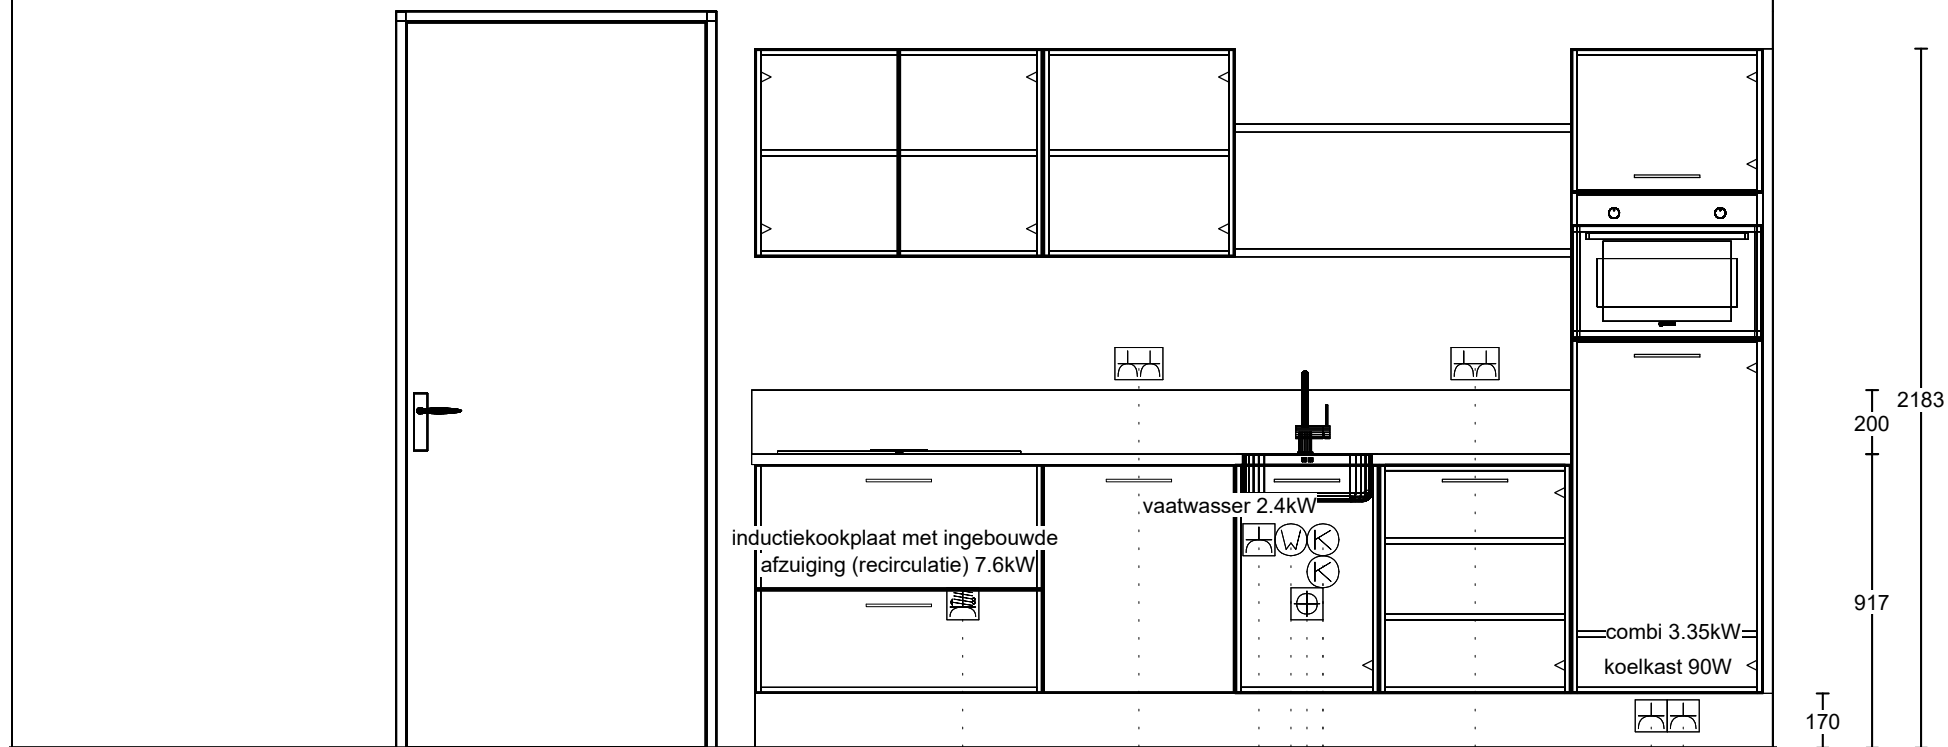 2183
200
vaatwasser 2.4kW
inductiekookplaat met ingebouwde
afzuiging (recirculatie) 7.6kW
W K
K
917
combi 3.35kW
koelkast 90W
170